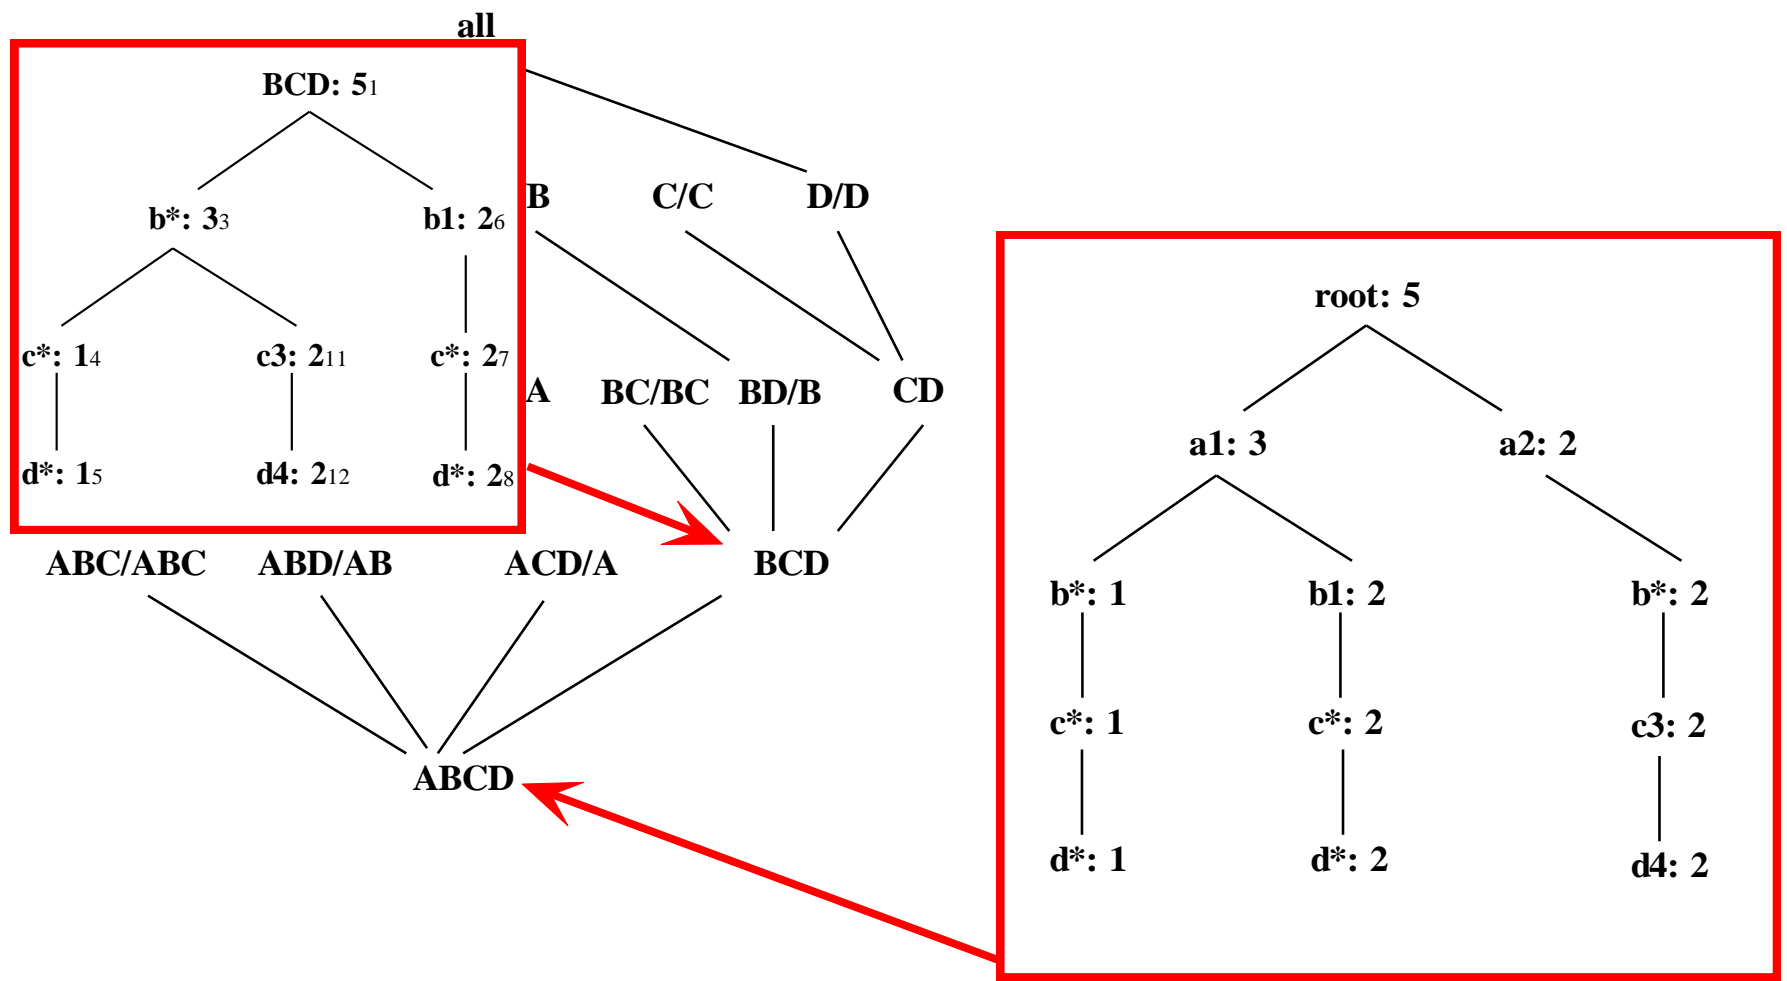 all
BCD: 51
b*: 33
b1: 26
c*: 14
c3: 211
c*: 27
d*: 15
d4: 212
d*: 28
B
C/C
D/D
A
BC/BC
BD/B
CD
ABC/ABC
ABD/AB
ACD/A
BCD
ABCD
root: 5
a1: 3
a2: 2
b*: 1
b1: 2
b*: 2
c*: 1
c*: 2
c3: 2
d*: 1
d*: 2
d4: 2